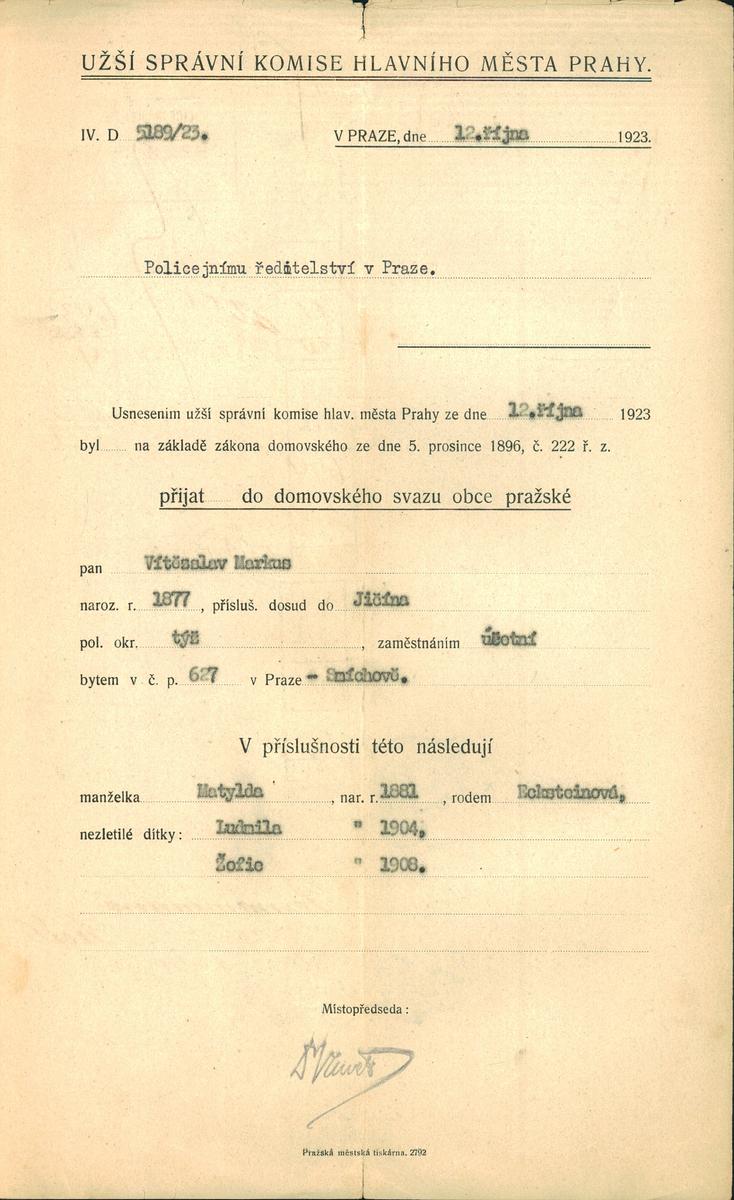 UŽŠÍ SPRÁVNÍ KOMISE HLAVNÍHO MĚSTA PRAHY.
IV. D 5189/23. V PRAZE, dne 12.října 1923.
Policejnímu ředitelství v Praze.
Usnesením užší správní komise hlav. města Prahy ze dne 12.října 1923
byl na základě zákona domovského ze dne 5. prosince 1896, č. 222 ř. z.
přijat do domovského svazu obce pražské
pan Vítězslav Markus
naroz. r. 1877, přísluš. dosud do Jičína
pol. okr. týž, zaměstnáním účetní
bytem v č. p. 627 v Praze - Smíchově.
V příslušnosti této následují
manželka Matylda, nar. r. 1881, rodem Ecksteinová,
nezletilé dítky: Ludmila " 1904,
Žofie " 1908.
Místopředseda:
Pražská městská tiskárna. 2792